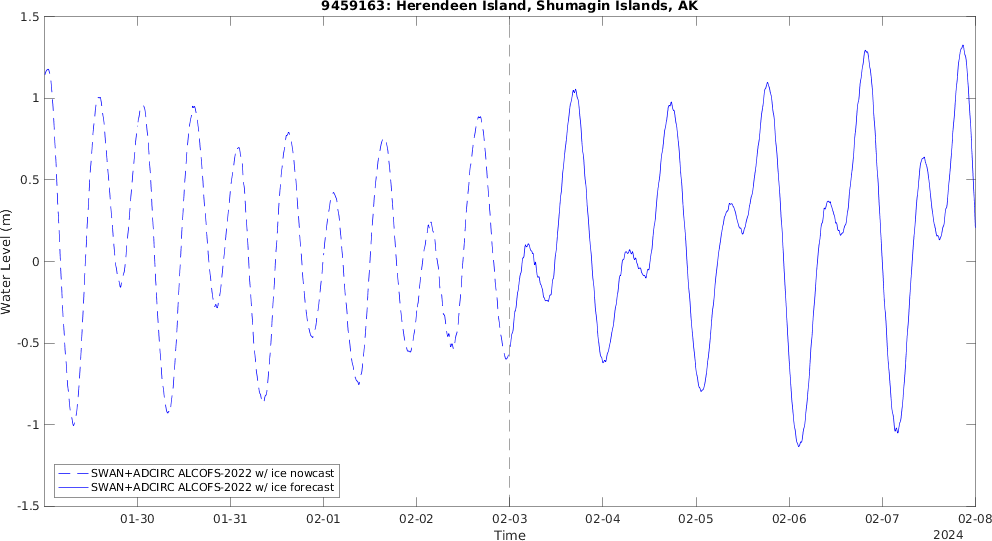 9459163: Herendeen Island, Shumagin Islands, AK
1.5
1
0.5
0
-0.5
-1
-1.5
Water Level (m)
SWAN+ADCIRC ALCOFS-2022 w/ ice nowcast
SWAN+ADCIRC ALCOFS-2022 w/ ice forecast
01-30 01-31 02-01 02-02 02-03 02-04 02-05 02-06 02-07 02-08
Time
2024